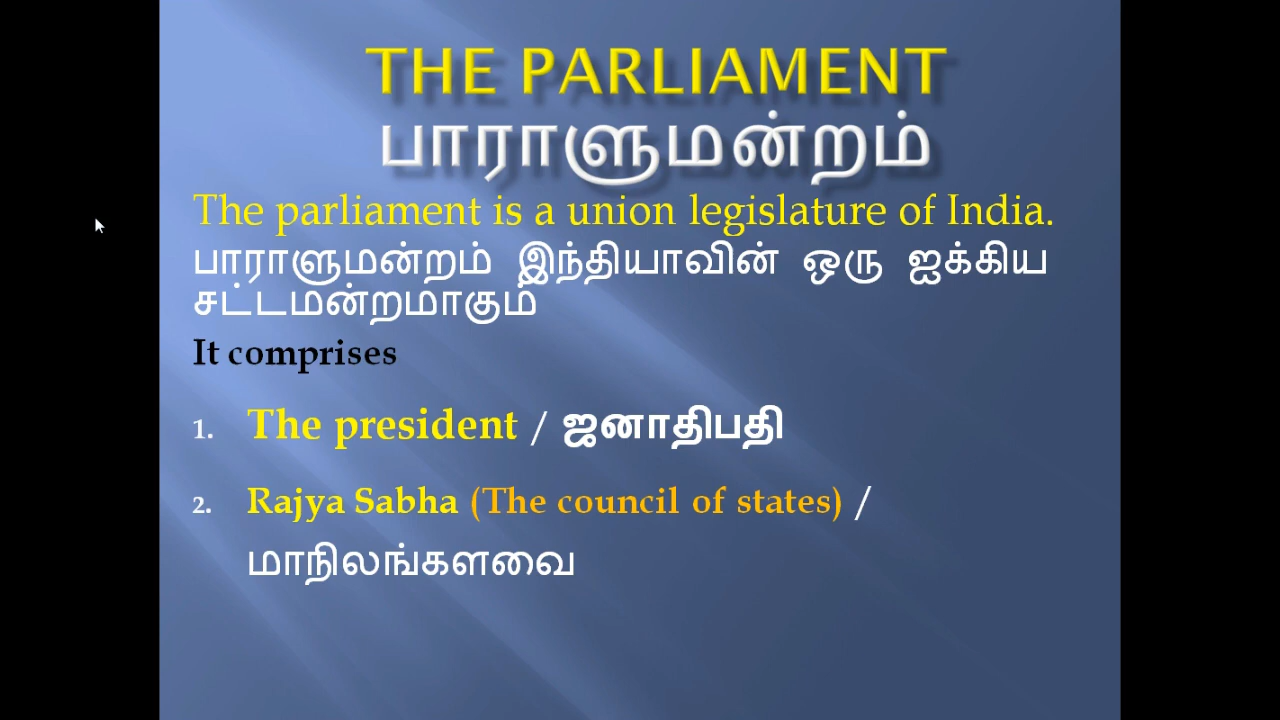 THE PARLIAMENT
பாராளுமன்றம்
The parliament is a union legislature of India.
பாராளுமன்றம் இந்தியாவின் ஒரு ஐக்கிய
சட்டமன்றமாகும்
It comprises
1. The president / ஜனாதிபதி
2. Rajya Sabha (The council of states) /
மாநிலங்களவை